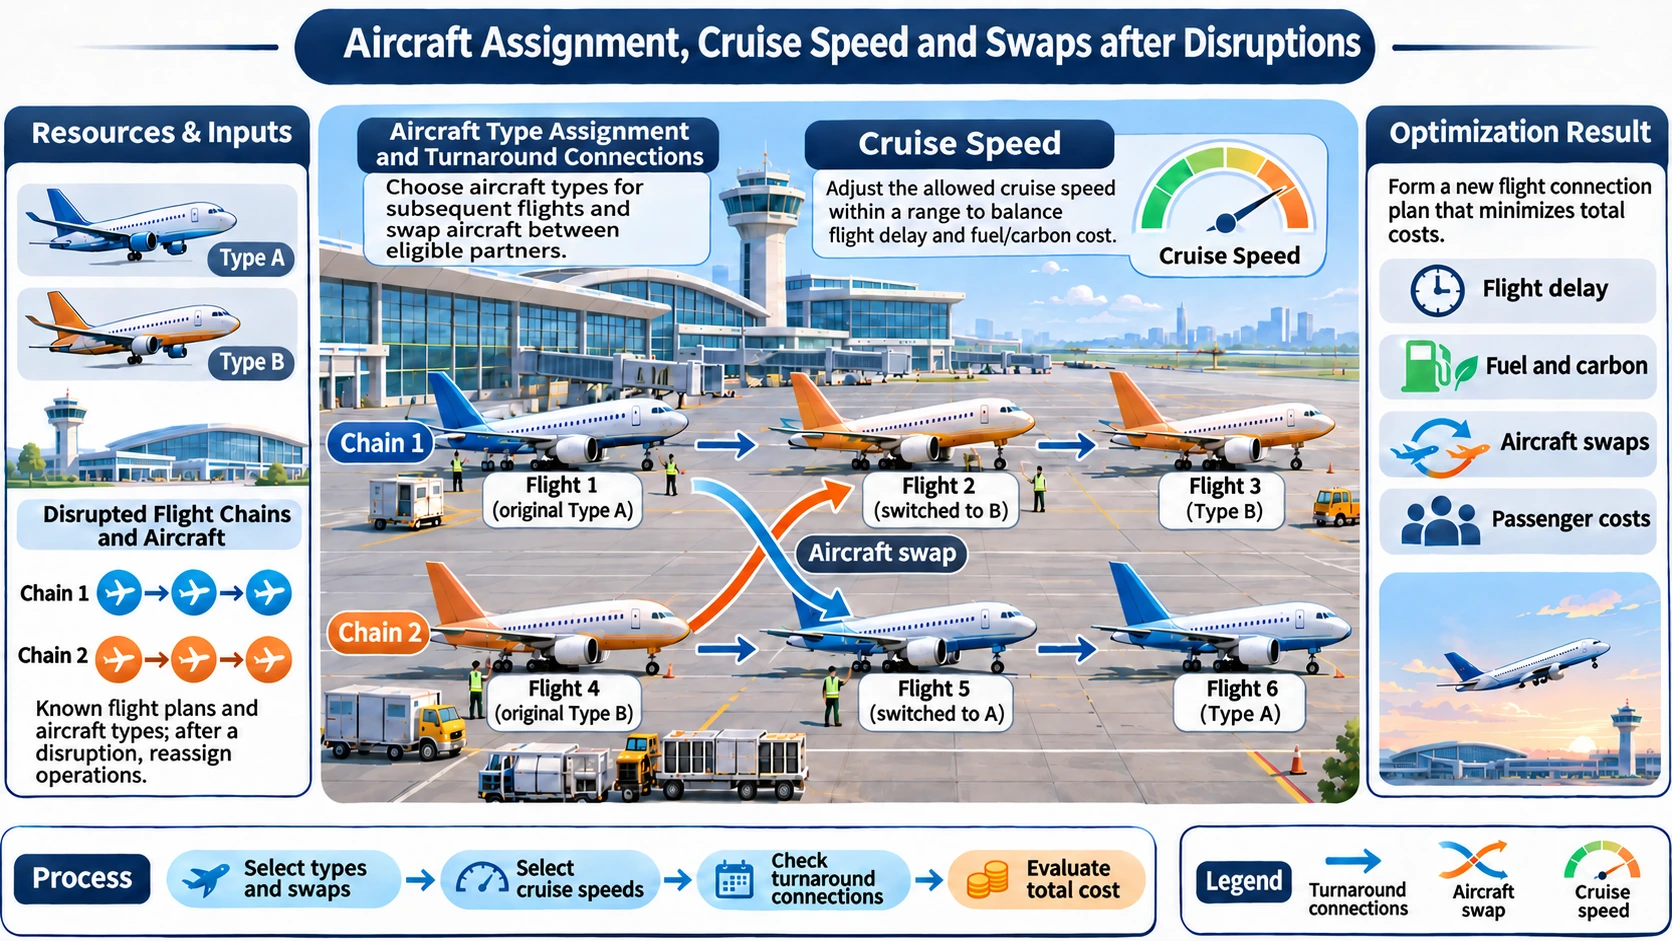 Aircraft Assignment, Cruise Speed and Swaps after Disruptions
Resources & Inputs
Type A
Type B
Disrupted Flight Chains
and Aircraft
Chain 1
Chain 2
Known flight plans and
aircraft types; after a
disruption, reassign
operations.
Aircraft Type Assignment
and Turnaround Connections
Choose aircraft types for
subsequent flights and
swap aircraft between
eligible partners.
Cruise Speed
Adjust the allowed cruise speed
within a range to balance
flight delay and fuel/carbon cost.
Cruise Speed
Chain 1
Flight 1
(original Type A)
Flight 2
(switched to B)
Flight 3
(Type B)
Aircraft swap
Chain 2
Flight 4
(original Type B)
Flight 5
(switched to A)
Flight 6
(Type A)
Optimization Result
Form a new flight connection
plan that minimizes total
costs.
Flight delay
Fuel and carbon
Aircraft swaps
Passenger costs
Process
Select types
and swaps
Select
cruise speeds
Check
turnaround
connections
Evaluate
total cost
Legend
Turnaround
connections
Aircraft
swap
Cruise
speed